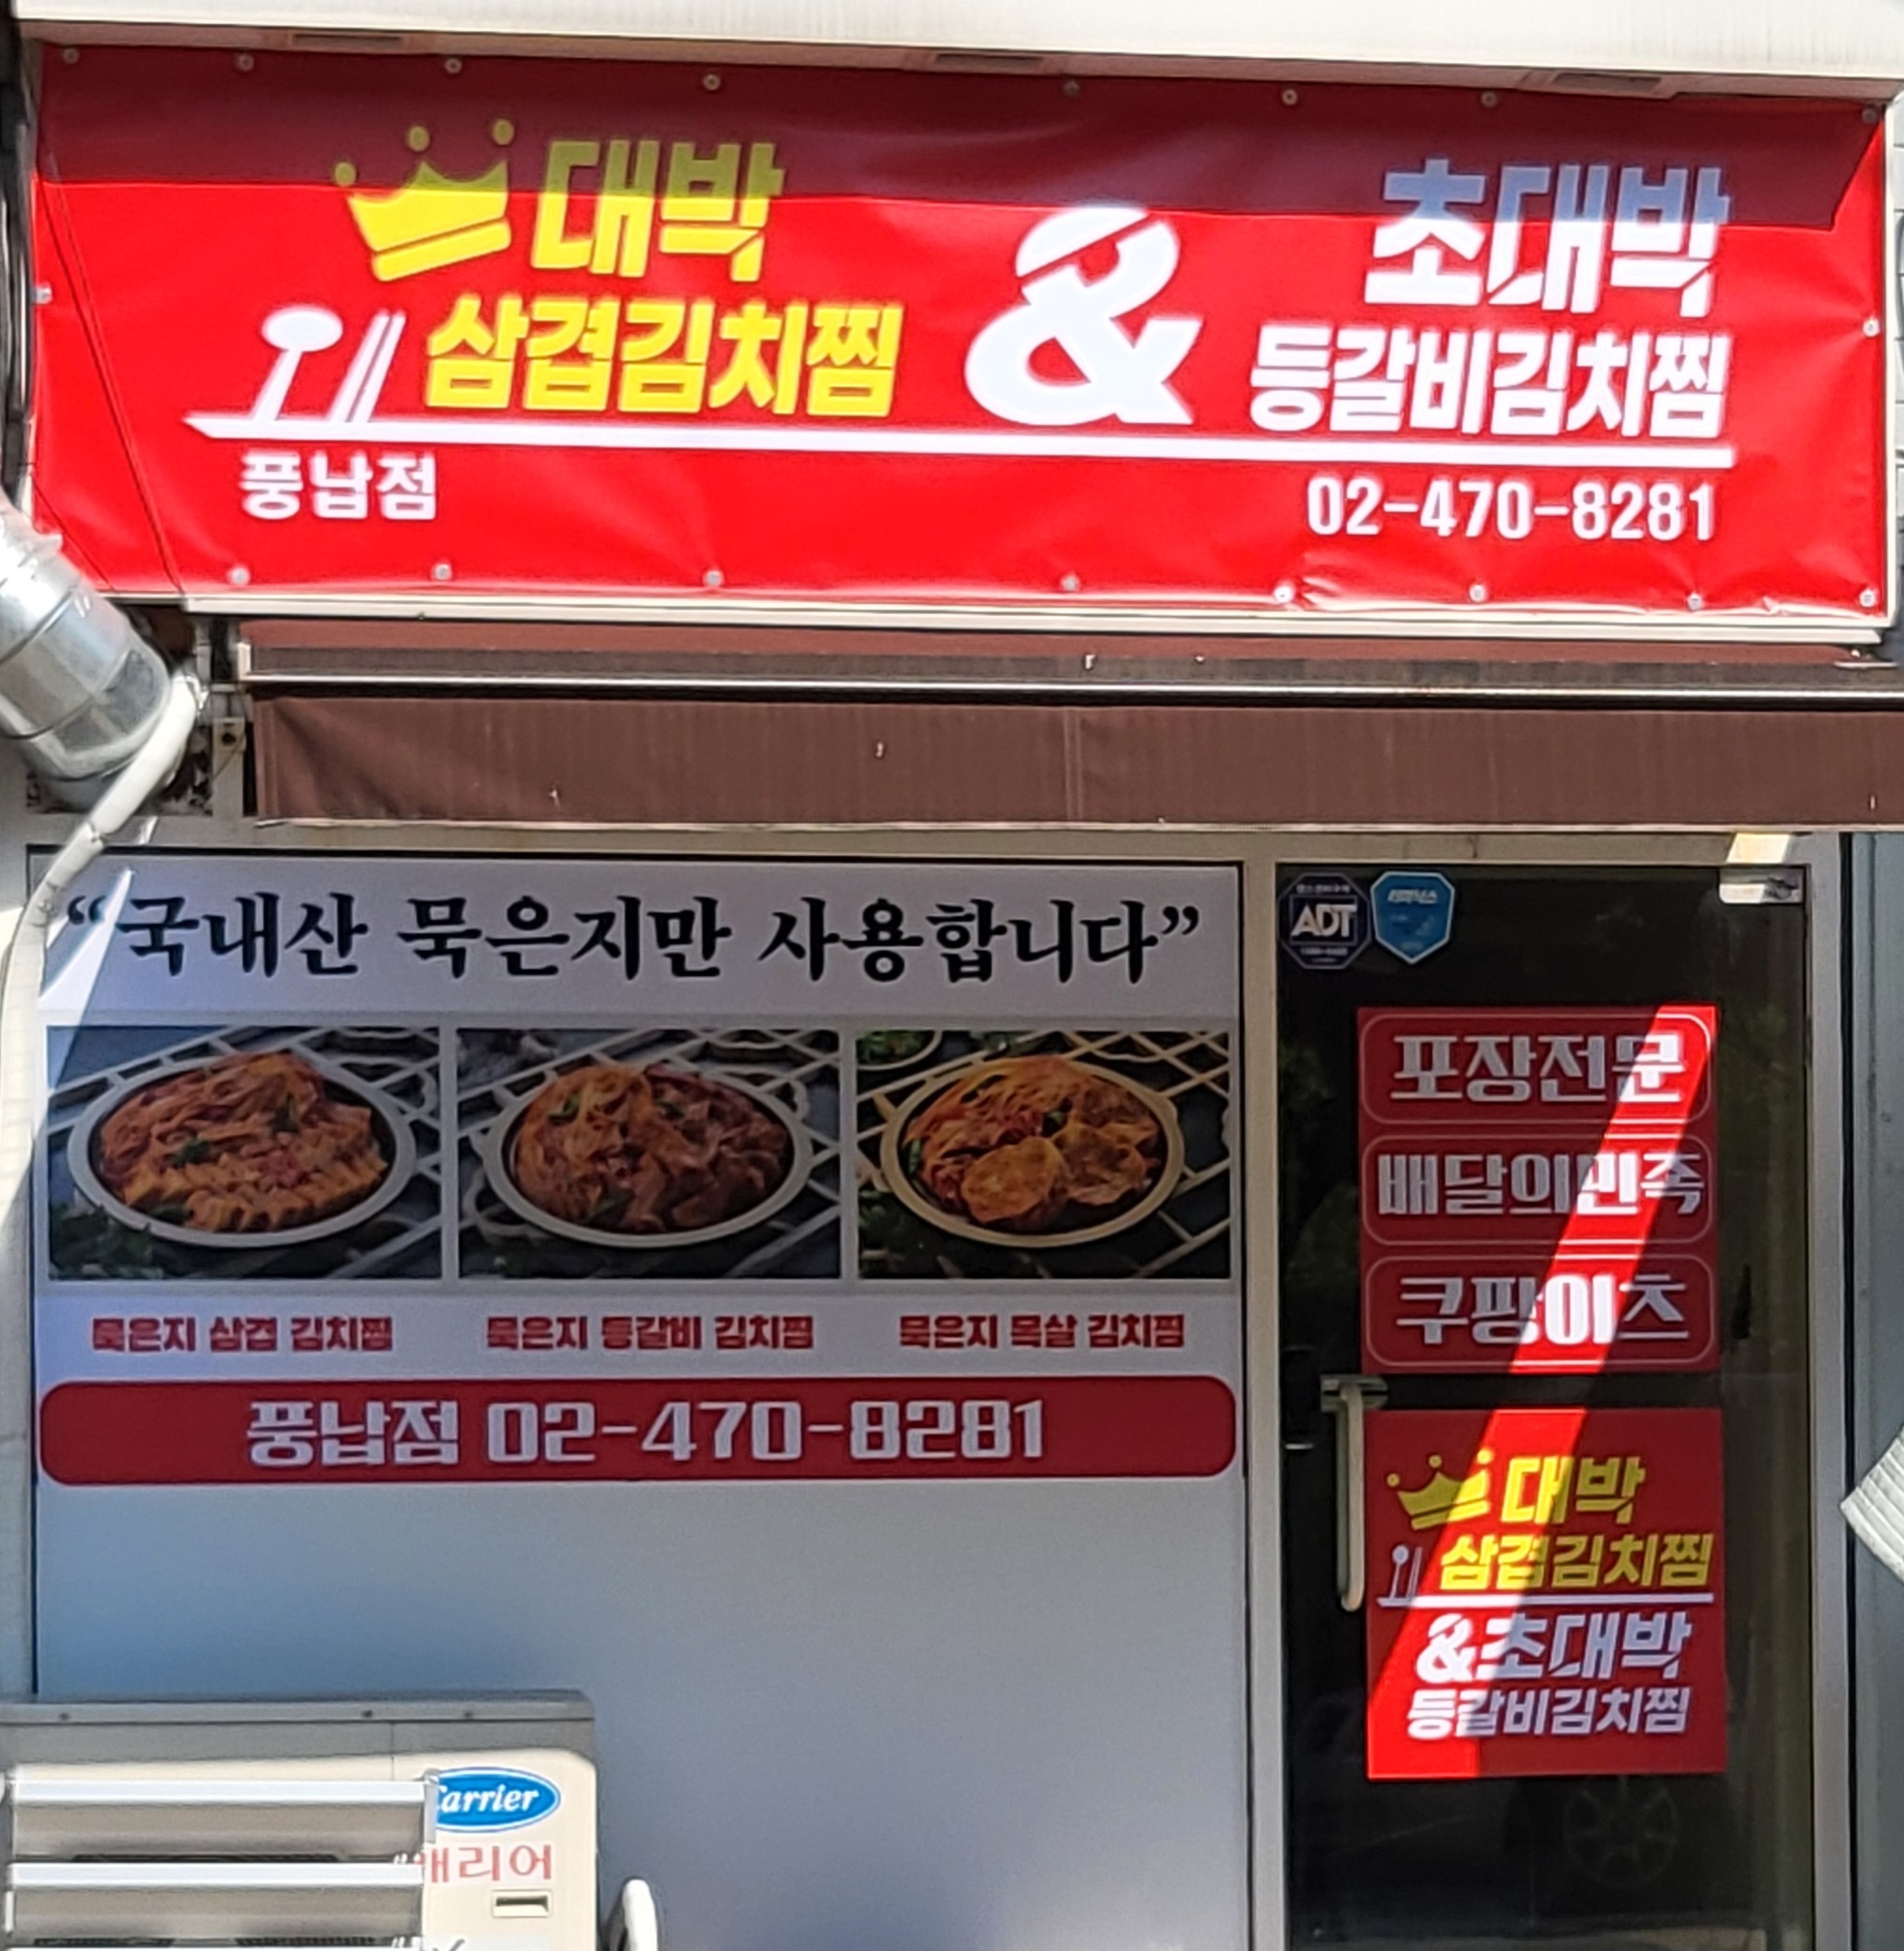 대박
삼겹김치찜
&
초대박
등갈비김치찜
풍납점
02-470-8281
“국내산 묵은지만 사용합니다”
묵은지 삼겹 김치찜
묵은지 등갈비 김치찜
묵은지 목살 김치찜
풍납점 02-470-8281
ADT
포장전문
배달의민족
쿠팡이츠
대박
삼겹김치찜
&초대박
등갈비김치찜
Carrier
캐리어